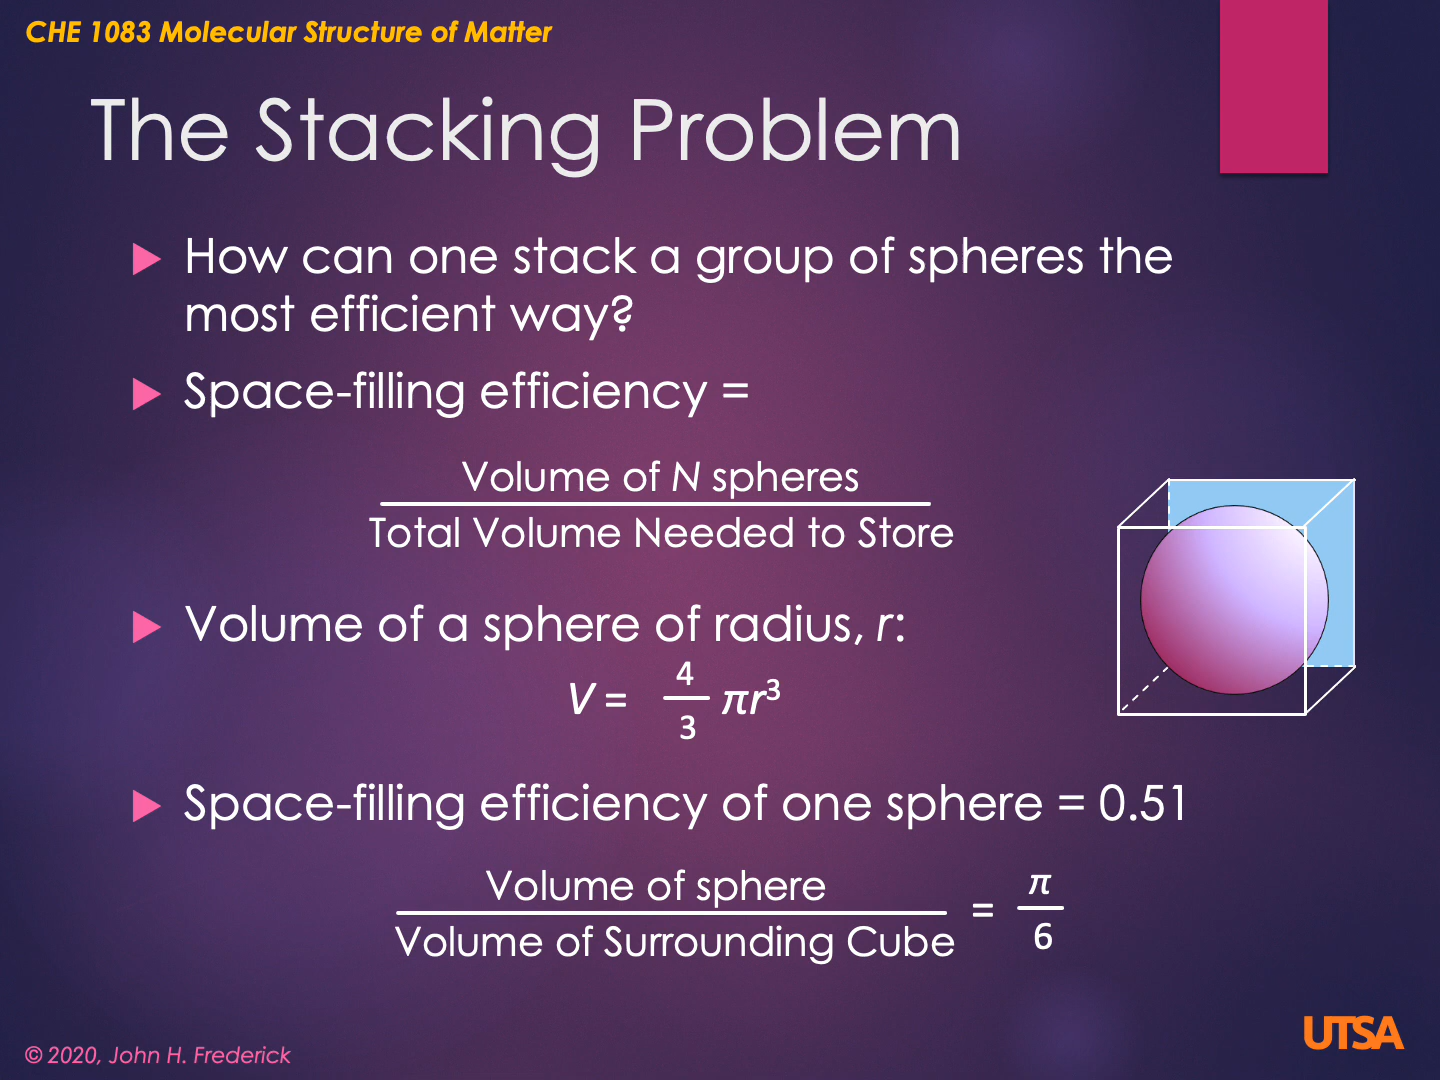 CHE 1083 Molecular Structure of Matter
The Stacking Problem
How can one stack a group of spheres the
most efficient way?
Space-filling efficiency =
Volume of N spheres
Total Volume Needed to Store
Volume of a sphere of radius, r:
V = 4/3 πr³
Space-filling efficiency of one sphere = 0.51
Volume of sphere
Volume of Surrounding Cube
= π/6
© 2020, John H. Frederick
UTSA